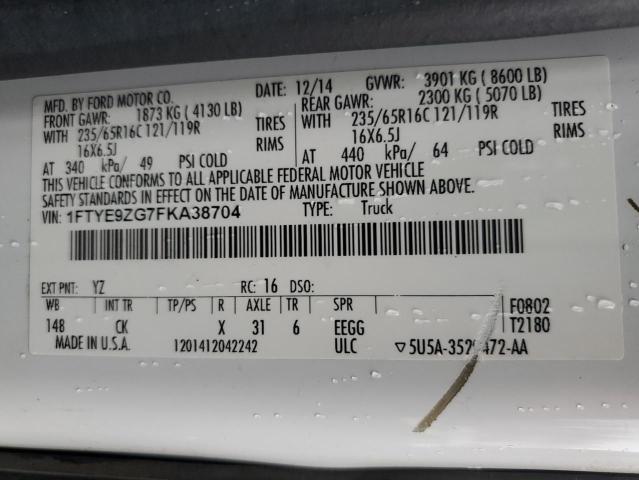 MFD. BY FORD MOTOR CO. DATE: 12/14 GVWR: 3901 KG ( 8600 LB)
FRONT GAWR: 1873 KG ( 4130 LB) REAR GAWR: 2300 KG ( 5070 LB)
WITH 235/65R16C 121/119R TIRES WITH 235/65R16C 121/119R TIRES
16X6.5J RIMS 16X6.5J RIMS
AT 340 kPa/ 49 PSI COLD AT 440 kPa/ 64 PSI COLD
THIS VEHICLE CONFORMS TO ALL APPLICABLE FEDERAL MOTOR VEHICLE
SAFETY STANDARDS IN EFFECT ON THE DATE OF MANUFACTURE SHOWN ABOVE.
VIN: 1FTYE9ZG7FKA38704 TYPE: Truck
EXT PNT: YZ RC: 16 DSO:
WB INT TR TP/PS R AXLE TR SPR F0802
148 CK X 31 6 EEGG T2180
MADE IN U.S.A. 1201412042242 ULC ▽5U5A-352 472-AA